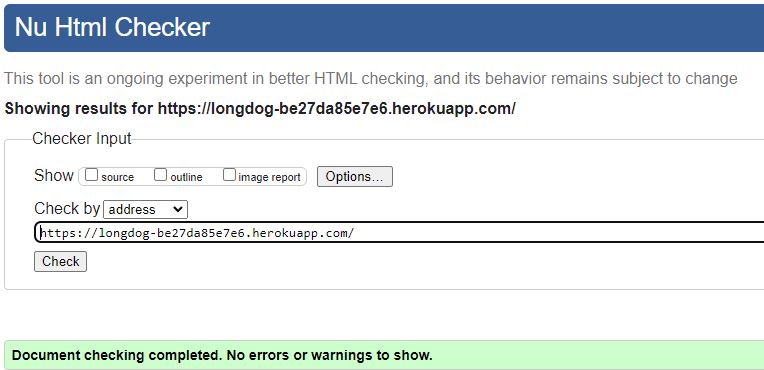 Nu Html Checker
This tool is an ongoing experiment in better HTML checking, and its behavior remains subject to change
Showing results for https://longdog-be27da85e7e6.herokuapp.com/
Checker Input
Show source outline image report Options...
Check by address
https://longdog-be27da85e7e6.herokuapp.com/
Check
Document checking completed. No errors or warnings to show.